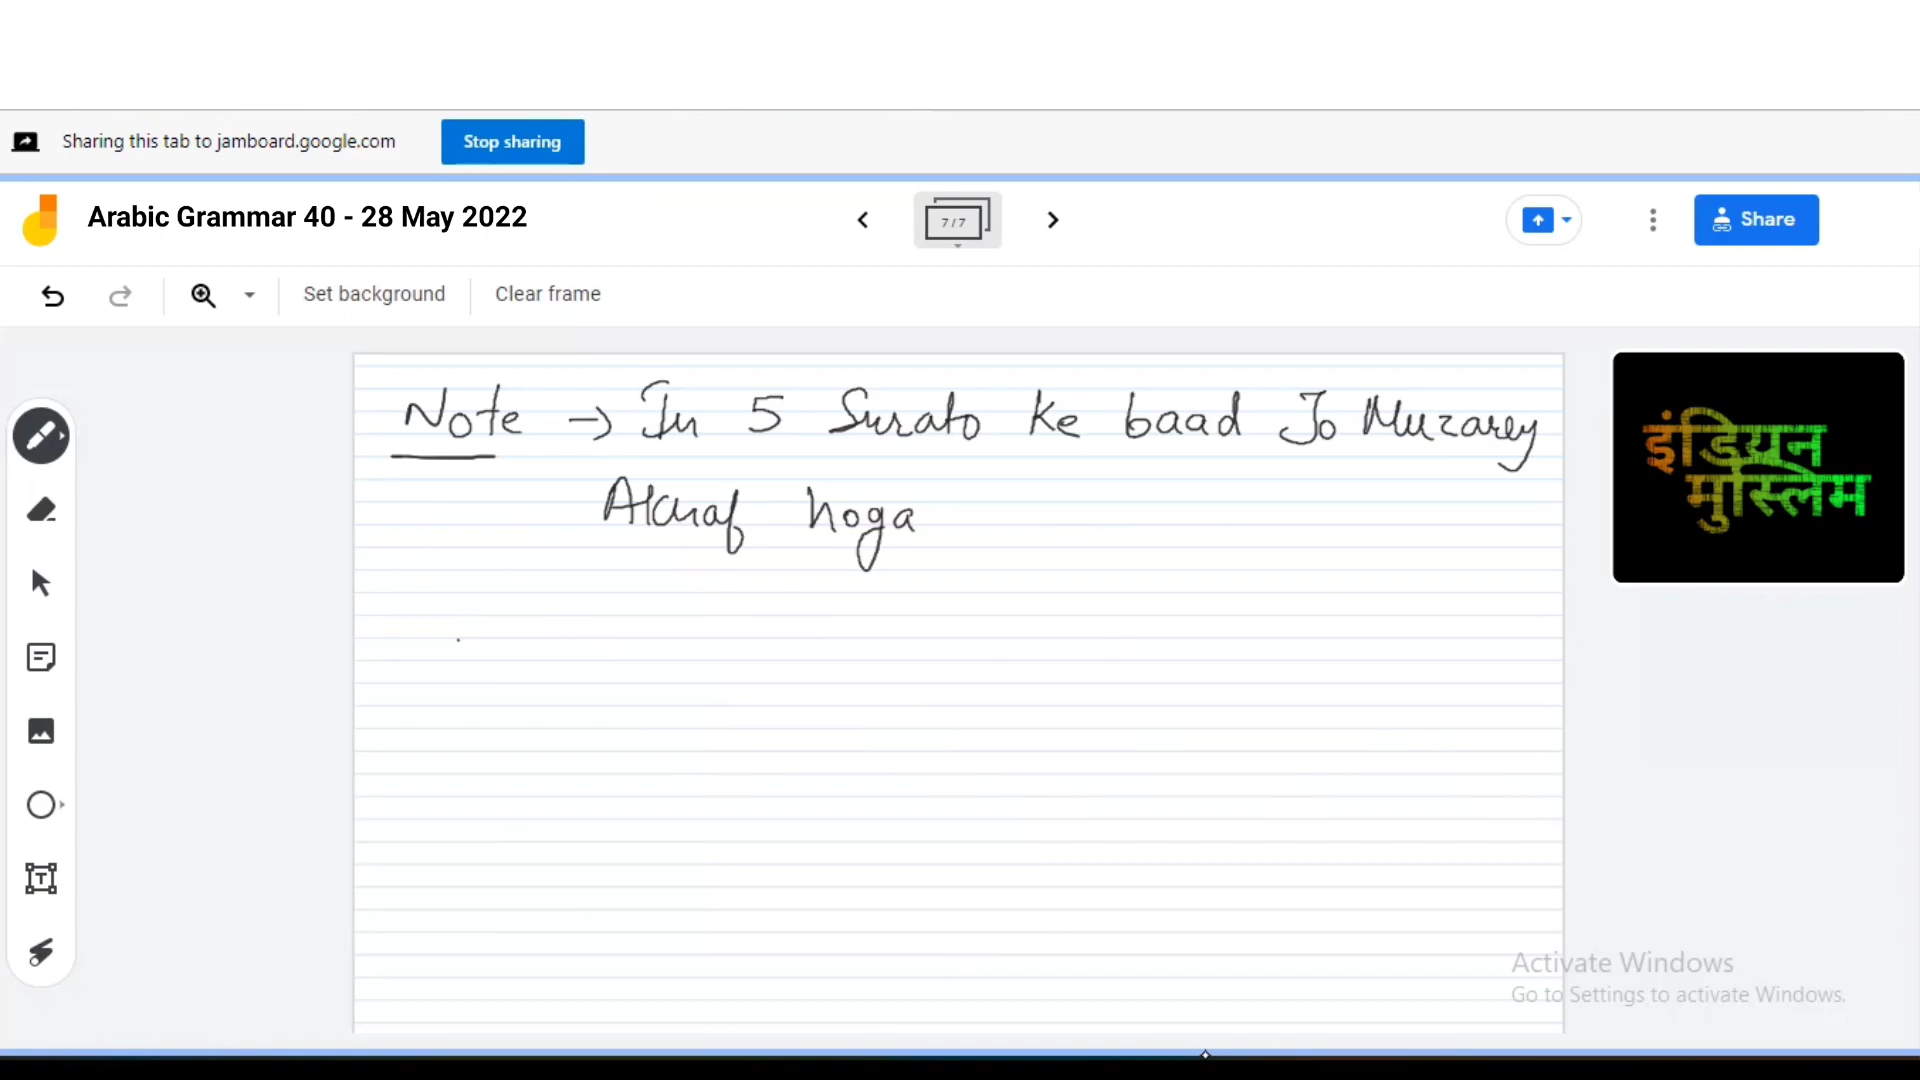 Sharing this tab to jamboard.google.com Stop sharing
Arabic Grammar 40 - 28 May 2022
7 / 7
Share
Set background Clear frame
Note → In 5 Surato Ke baad Jo Muzarey
Akhaf hoga
इंडियन
मुस्लिम
T
Activate Windows
Go to Settings to activate Windows.